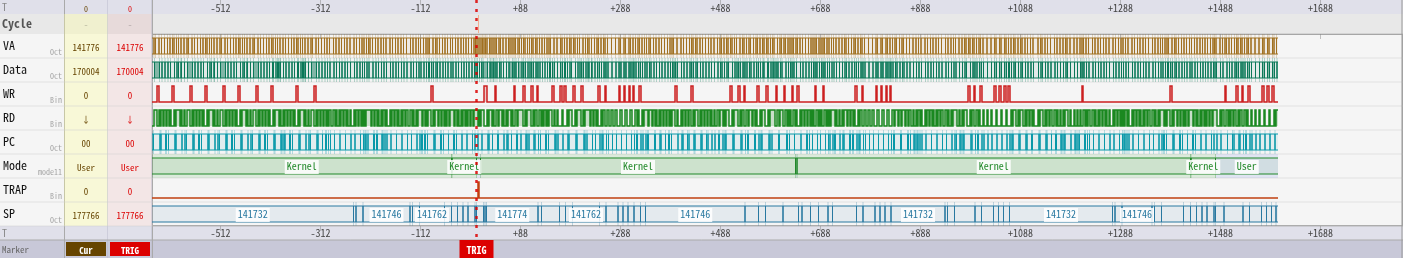 T 0 0 -512 -312 -112 +88 +288 +488 +688 +888 +1088 +1288 +1488 +1688
Cycle - -
VA Oct 141776 141776
Data Oct 170004 170004
WR Bin 0 0
RD Bin ↓ ↓
PC Oct 00 00
Mode mode11 User User Kernel Kernel Kernel Kernel Kernel User
TRAP Bin 0 0
SP Oct 177766 177766 141732 141746 141762 141774 141762 141746 141732 141732 141746
T -512 -312 -112 +88 +288 +488 +688 +888 +1088 +1288 +1488 +1688
Marker Cur TRIG TRIG